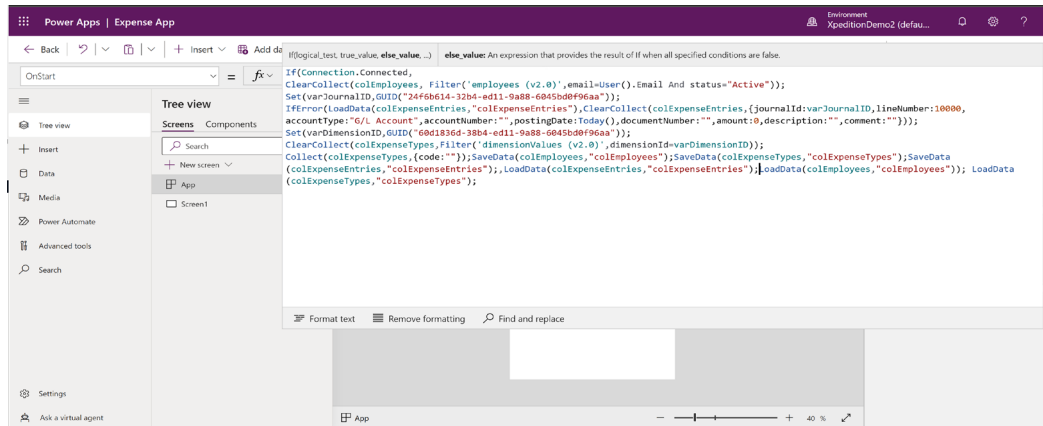 Power Apps | Expense App
Environment
XpeditionDemo2 (defau...
?
Back
Insert
Add da
If(logical_test, true_value, else_value, ...) else_value: An expression that provides the result of If when all specified conditions are false.
OnStart
=
fx
If(Connection.Connected,
ClearCollect(colEmployees, Filter('employees (v2.0)',email=User().Email And status="Active"));
Set(varJournalID,GUID("24f6b614-32b4-ed11-9a88-6045bd0f96aa"));
IfError(LoadData(colExpenseEntries,"colExpenseEntries"),ClearCollect(colExpenseEntries,{journalId:varJournalID,lineNumber:10000,
accountType:"G/L Account",accountNumber:"",postingDate:Today(),documentNumber:"",amount:0,description:"",comment:""}));
Set(varDimensionID,GUID("60d1836d-38b4-ed11-9a88-6045bd0f96aa"));
ClearCollect(colExpenseTypes,Filter('dimensionValues (v2.0)',dimensionId=varDimensionID));
Collect(colExpenseTypes,{code:""});SaveData(colEmployees,"colEmployees");SaveData(colExpenseTypes,"colExpenseTypes");SaveData
(colExpenseEntries,"colExpenseEntries");,LoadData(colExpenseEntries,"colExpenseEntries");LoadData(colEmployees,"colEmployees")); LoadData
(colExpenseTypes,"colExpenseTypes");
Tree view
Screens Components
Search
New screen
App
Screen1
Tree view
Insert
Data
Media
Power Automate
Advanced tools
Search
Format text
Remove formatting
Find and replace
Settings
Ask a virtual agent
App
40 %